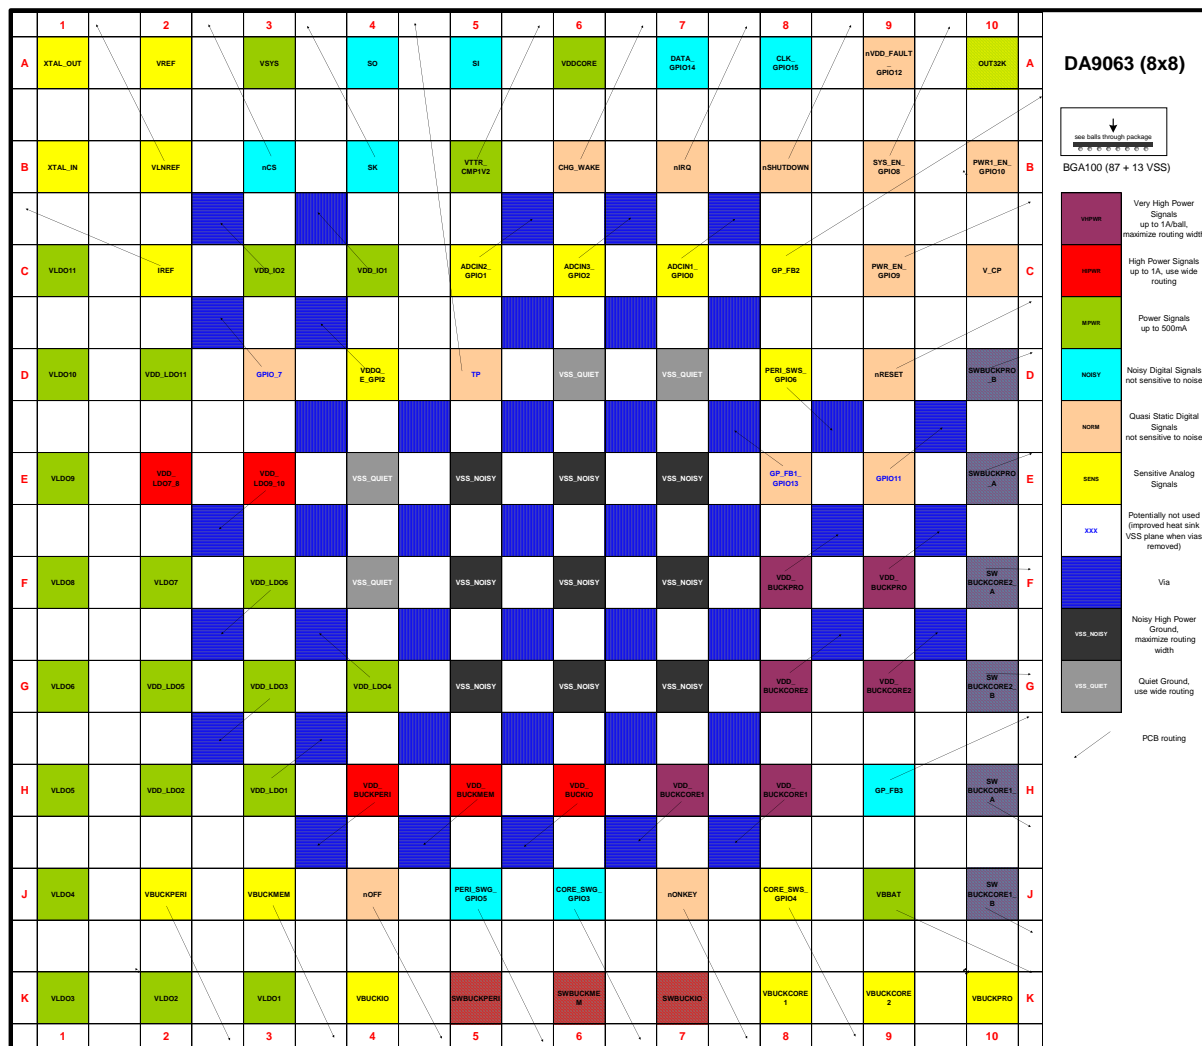 1 2 3 4 5 6 7 8 9 10
A
XTAL_OUT
VREF
VSYS
SO
SI
VDDCORE
DATA_
GPIO14
CLK_
GPIO15
nVDD_FAULT
_
GPIO12
OUT32K
A
DA9063 (8x8)
see balls through package
BGA100 (87 + 13 VSS)
B
XTAL_IN
VLNREF
nCS
SK
VTTR_
CMP1V2
CHG_WAKE
nIRQ
nSHUTDOWN
SYS_EN_
GPIO8
PWR1_EN_
GPIO10
B
C
VLDO11
IREF
VDD_IO2
VDD_IO1
ADCIN2_
GPIO1
ADCIN3_
GPIO2
ADCIN1_
GPIO0
GP_FB2
PWR_EN_
GPIO9
V_CP
C
D
VLDO10
VDD_LDO11
GPIO_7
VDDQ_
E_GPI2
TP
VSS_QUIET
VSS_QUIET
PERI_SWS_
GPIO6
nRESET
SWBUCKPRO
_B
D
E
VLDO9
VDD_
LDO7_8
VDD_
LDO9_10
VSS_QUIET
VSS_NOISY
VSS_NOISY
VSS_NOISY
GP_FB1_
GPIO13
GPIO11
SWBUCKPRO
_A
E
F
VLDO8
VLDO7
VDD_LDO6
VSS_QUIET
VSS_NOISY
VSS_NOISY
VSS_NOISY
VDD_
BUCKPRO
VDD_
BUCKPRO
SW
BUCKCORE2_
A
F
G
VLDO6
VDD_LDO5
VDD_LDO3
VDD_LDO4
VSS_NOISY
VSS_NOISY
VSS_NOISY
VDD_
BUCKCORE2
VDD_
BUCKCORE2
SW
BUCKCORE2_
B
G
H
VLDO5
VDD_LDO2
VDD_LDO1
VDD_
BUCKPERI
VDD_
BUCKMEM
VDD_
BUCKIO
VDD_
BUCKCORE1
VDD_
BUCKCORE1
GP_FB3
SW
BUCKCORE1_
A
H
J
VLDO4
VBUCKPERI
VBUCKMEM
nOFF
PERI_SWG_
GPIO5
CORE_SWG_
GPIO3
nONKEY
CORE_SWS_
GPIO4
VBBAT
SW
BUCKCORE1_
B
J
K
VLDO3
VLDO2
VLDO1
VBUCKIO
SWBUCKPERI
SWBUCKME
M
SWBUCKIO
VBUCKCORE
1
VBUCKCORE
2
VBUCKPRO
K
1 2 3 4 5 6 7 8 9 10
VHPWR
Very High Power
Signals
up to 1A/ball,
maximize routing width
HIPWR
High Power Signals
up to 1A, use wide
routing
MPWR
Power Signals
up to 500mA
NOISY
Noisy Digital Signals
not sensitive to noise
NORM
Quasi Static Digital
Signals
not sensitive to noise
SENS
Sensitive Analog
Signals
XXX
Potentially not used
(improved heat sink
VSS plane when vias
removed)
Via
VSS_NOISY
Noisy High Power
Ground,
maximize routing
width
VSS_QUIET
Quiet Ground,
use wide routing
PCB routing